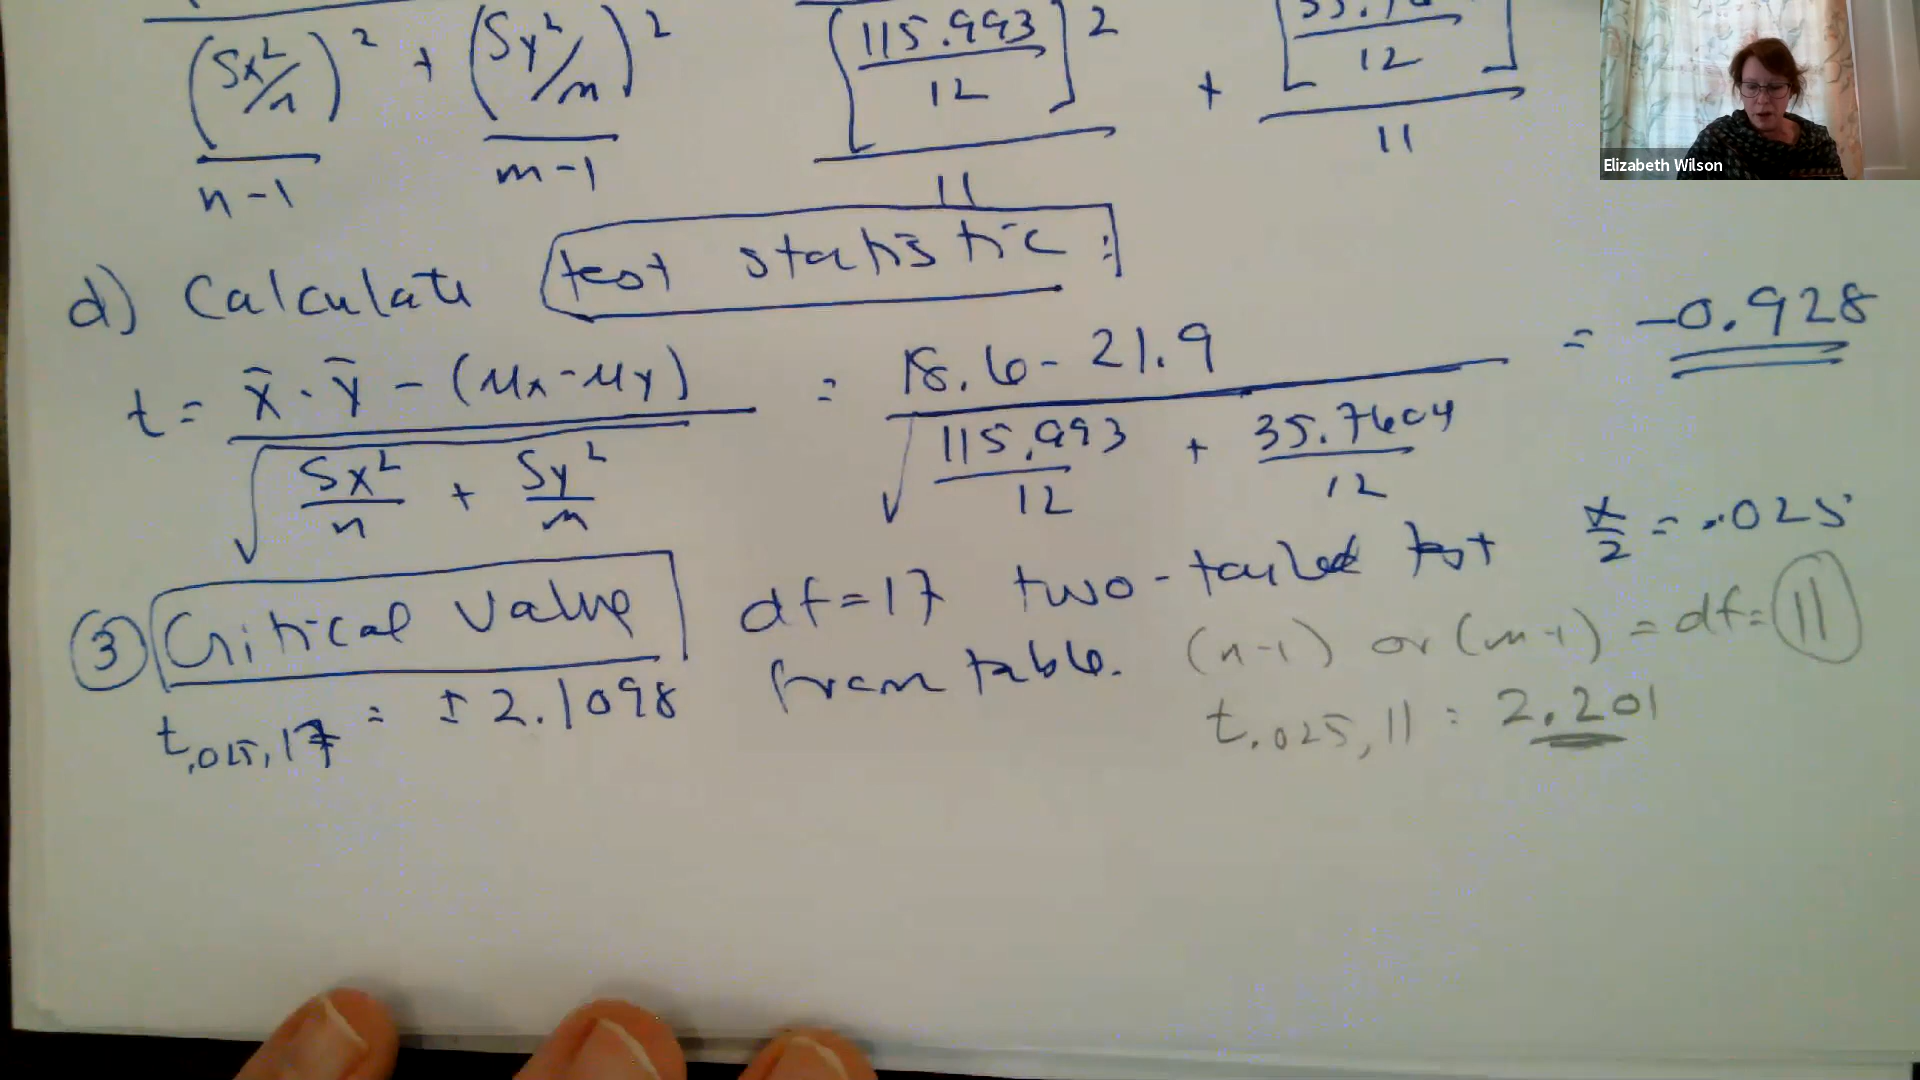 (Sx²/n)² + (Sy²/m)² [115.993/12]² + [35.76/12]
n-1 m-1 11 11
Elizabeth Wilson
d) Calculate test statistic:
t = x̄ - ȳ - (μx - μy) / √(Sx²/n + Sy²/m) = 18.6 - 21.9 / √(115.993/12 + 35.7604/12) = -0.928
③ Critical Value df=17 two-tailed test α/2 = .025
from table. (n-1) or (m-1) = df = 11
t.025,17 = ± 2.1098 t.025,11 = 2.201